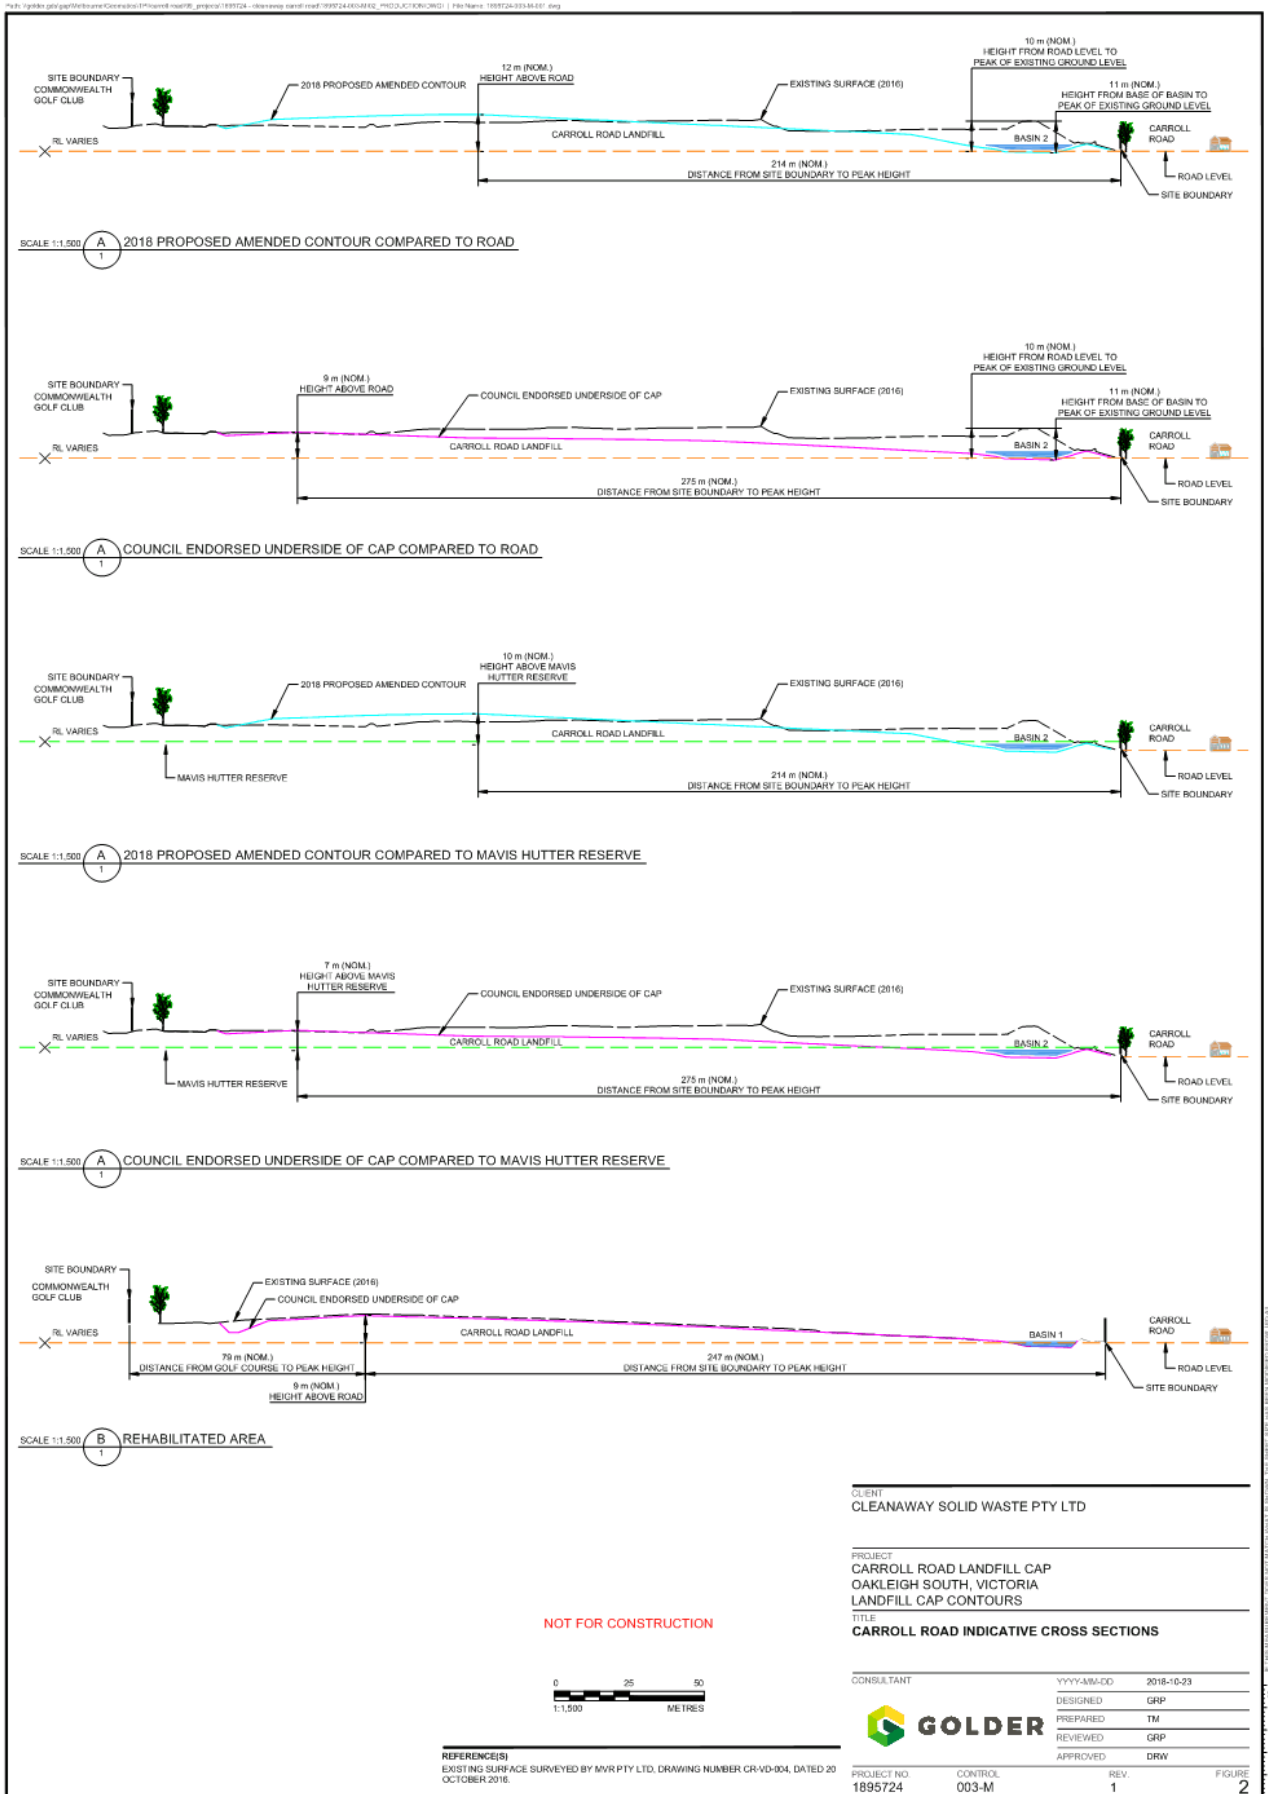 10 m (NOM.)
HEIGHT FROM ROAD LEVEL TO
PEAK OF EXISTING GROUND LEVEL
12 m (NOM.)
HEIGHT ABOVE ROAD
SITE BOUNDARY
COMMONWEALTH
GOLF CLUB
2018 PROPOSED AMENDED CONTOUR
EXISTING SURFACE (2016)
11 m (NOM.)
HEIGHT FROM BASE OF BASIN TO
PEAK OF EXISTING GROUND LEVEL
CARROLL
ROAD
RL VARIES
CARROLL ROAD LANDFILL
BASIN 2
214 m (NOM.)
DISTANCE FROM SITE BOUNDARY TO PEAK HEIGHT
ROAD LEVEL
SITE BOUNDARY
SCALE 1:1,500 A 2018 PROPOSED AMENDED CONTOUR COMPARED TO ROAD
1
10 m (NOM.)
HEIGHT FROM ROAD LEVEL TO
PEAK OF EXISTING GROUND LEVEL
9 m (NOM.)
HEIGHT ABOVE ROAD
SITE BOUNDARY
COMMONWEALTH
GOLF CLUB
COUNCIL ENDORSED UNDERSIDE OF CAP
EXISTING SURFACE (2016)
11 m (NOM.)
HEIGHT FROM BASE OF BASIN TO
PEAK OF EXISTING GROUND LEVEL
CARROLL
ROAD
RL VARIES
CARROLL ROAD LANDFILL
BASIN 2
275 m (NOM.)
DISTANCE FROM SITE BOUNDARY TO PEAK HEIGHT
ROAD LEVEL
SITE BOUNDARY
SCALE 1:1,500 A COUNCIL ENDORSED UNDERSIDE OF CAP COMPARED TO ROAD
1
10 m (NOM.)
HEIGHT ABOVE MAVIS
HUTTER RESERVE
SITE BOUNDARY
COMMONWEALTH
GOLF CLUB
2018 PROPOSED AMENDED CONTOUR
EXISTING SURFACE (2016)
CARROLL
ROAD
RL VARIES
CARROLL ROAD LANDFILL
BASIN 2
MAVIS HUTTER RESERVE
214 m (NOM.)
DISTANCE FROM SITE BOUNDARY TO PEAK HEIGHT
ROAD LEVEL
SITE BOUNDARY
SCALE 1:1,500 A 2018 PROPOSED AMENDED CONTOUR COMPARED TO MAVIS HUTTER RESERVE
1
7 m (NOM.)
HEIGHT ABOVE MAVIS
HUTTER RESERVE
SITE BOUNDARY
COMMONWEALTH
GOLF CLUB
COUNCIL ENDORSED UNDERSIDE OF CAP
EXISTING SURFACE (2016)
CARROLL
ROAD
RL VARIES
CARROLL ROAD LANDFILL
BASIN 2
MAVIS HUTTER RESERVE
275 m (NOM.)
DISTANCE FROM SITE BOUNDARY TO PEAK HEIGHT
ROAD LEVEL
SITE BOUNDARY
SCALE 1:1,500 A COUNCIL ENDORSED UNDERSIDE OF CAP COMPARED TO MAVIS HUTTER RESERVE
1
SITE BOUNDARY
COMMONWEALTH
GOLF CLUB
EXISTING SURFACE (2016)
COUNCIL ENDORSED UNDERSIDE OF CAP
CARROLL
ROAD
RL VARIES
CARROLL ROAD LANDFILL
BASIN 1
79 m (NOM.)
DISTANCE FROM GOLF COURSE TO PEAK HEIGHT
247 m (NOM.)
DISTANCE FROM SITE BOUNDARY TO PEAK HEIGHT
ROAD LEVEL
SITE BOUNDARY
9 m (NOM.)
HEIGHT ABOVE ROAD
SCALE 1:1,500 B REHABILITATED AREA
1
CLIENT
CLEANAWAY SOLID WASTE PTY LTD
PROJECT
CARROLL ROAD LANDFILL CAP
OAKLEIGH SOUTH, VICTORIA
LANDFILL CAP CONTOURS
TITLE
CARROLL ROAD INDICATIVE CROSS SECTIONS
NOT FOR CONSTRUCTION
0 25 50
1:1,500 METRES
CONSULTANT
GOLDER
YYYY-MM-DD 2018-10-23
DESIGNED GRP
PREPARED TM
REVIEWED GRP
APPROVED DRW
REFERENCE(S)
EXISTING SURFACE SURVEYED BY MVR PTY LTD, DRAWING NUMBER CR-VD-004, DATED 20
OCTOBER 2016.
PROJECT NO. CONTROL REV. FIGURE
1895724 003-M 1 2